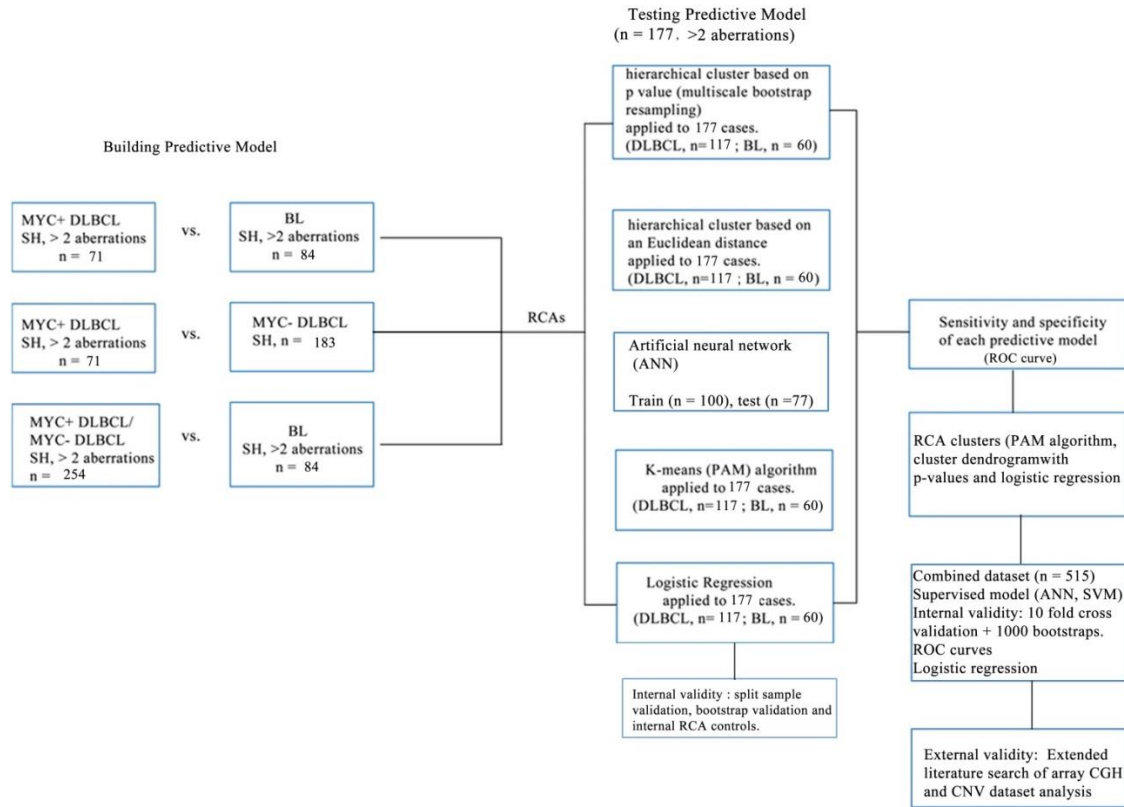 Building Predictive Model
MYC+ DLBCL
SH, > 2 aberrations
n = 71
vs.
BL
SH, >2 aberrations
n = 84
MYC+ DLBCL
SH, > 2 aberrations
n = 71
vs.
MYC- DLBCL
SH, n = 183
MYC+ DLBCL/
MYC- DLBCL
SH, > 2 aberrations
n = 254
vs.
BL
SH, >2 aberrations
n = 84
RCAs
Testing Predictive Model
(n = 177, >2 aberrations)
hierarchical cluster based on
p value (multiscale bootstrap
resampling)
applied to 177 cases.
(DLBCL, n=117 ; BL, n = 60)
hierarchical cluster based on
an Euclidean distance
applied to 177 cases.
(DLBCL, n=117 ; BL, n = 60)
Artificial neural network
(ANN)
Train (n = 100), test (n =77)
K-means (PAM) algorithm
applied to 177 cases.
(DLBCL, n=117 ; BL, n = 60)
Logistic Regression
applied to 177 cases.
(DLBCL, n= 117; BL, n = 60)
Internal validity : split sample
validation, bootstrap validation and
internal RCA controls.
Sensitivity and specificity
of each predictive model
(ROC curve)
RCA clusters (PAM algorithm,
cluster dendrogramwith
p-values and logistic regression
Combined dataset (n = 515)
Supervised model (ANN, SVM)
Internal validity: 10 fold cross
validation + 1000 bootstraps.
ROC curves
Logistic regression
External validity: Extended
literature search of array CGH
and CNV dataset analysis